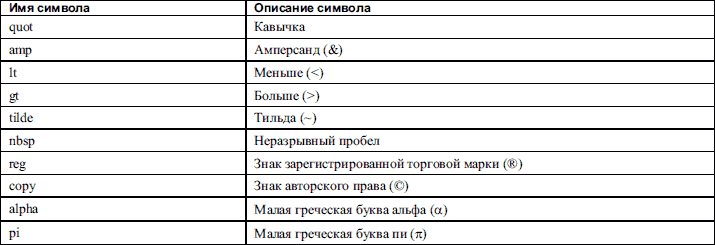 Имя символа Описание символа
quot Кавычка
amp Амперсанд (&)
lt Меньше (<)
gt Больше (>)
tilde Тильда (~)
nbsp Неразрывный пробел
reg Знак зарегистрированной торговой марки (®)
copy Знак авторского права (©)
alpha Малая греческая буква альфа (α)
pi Малая греческая буква пи (π)